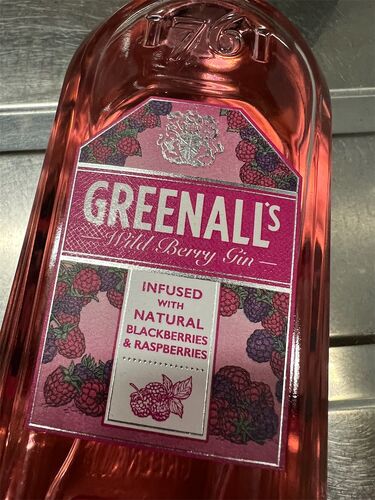 1761
GREENALL'S
Wild Berry Gin
INFUSED
WITH
NATURAL
BLACKBERRIES
& RASPBERRIES